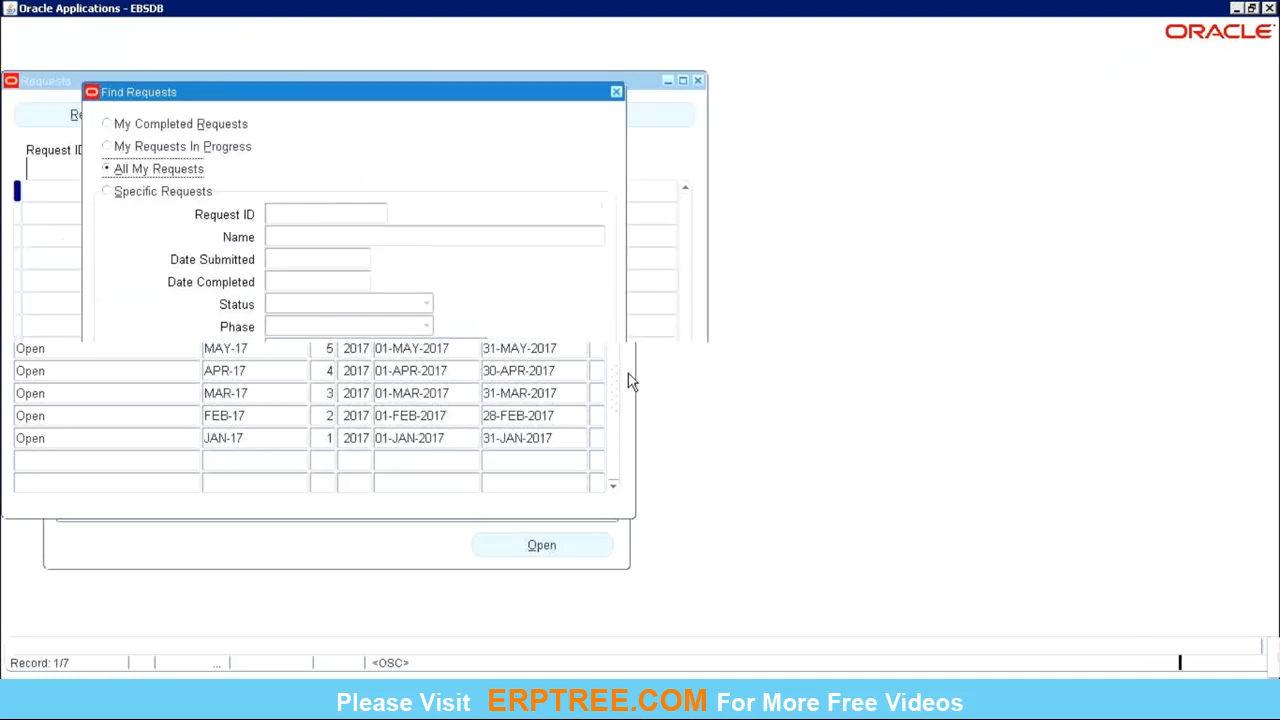 Oracle Applications - EBSDB
ORACLE
Requests
Find Requests
My Completed Requests
Re
My Requests In Progress
Request ID
All My Requests
Specific Requests
Request ID
Name
Date Submitted
Date Completed
Status
Phase
Open MAY-17 5 2017 01-MAY-2017 31-MAY-2017
Open APR-17 4 2017 01-APR-2017 30-APR-2017
Open MAR-17 3 2017 01-MAR-2017 31-MAR-2017
Open FEB-17 2 2017 01-FEB-2017 28-FEB-2017
Open JAN-17 1 2017 01-JAN-2017 31-JAN-2017
Open
Record: 1/7 ... <OSC>
Please Visit ERPTREE.COM For More Free Videos